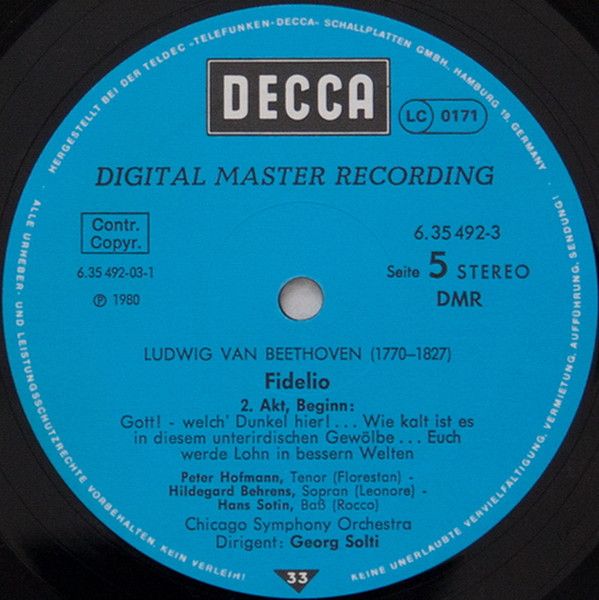 HERGESTELLT BEI DER TELDEC »TELEFUNKEN-DECCA« SCHALLPLATTEN GMBH, HAMBURG 19, GERMANY
DECCA
LC 0171
DIGITAL MASTER RECORDING
Contr.
Copyr.
6.35 492-03-1
℗ 1980
6.35 492-3
Seite 5 STEREO
DMR
LUDWIG VAN BEETHOVEN (1770–1827)
Fidelio
2. Akt, Beginn:
Gott! - welch' Dunkel hier! ... Wie kalt ist es
in diesem unterirdischen Gewölbe ... Euch
werde Lohn in bessern Welten
Peter Hofmann, Tenor (Florestan) -
Hildegard Behrens, Sopran (Leonore) -
Hans Sotin, Baß (Rocco)
Chicago Symphony Orchestra
Dirigent: Georg Solti
33
ALLE URHEBER- UND LEISTUNGSSCHUTZRECHTE VORBEHALTEN. KEIN VERLEIH! KEINE UNERLAUBTE VERVIELFÄLTIGUNG, VERMIETUNG, AUFFÜHRUNG, SENDUNG!